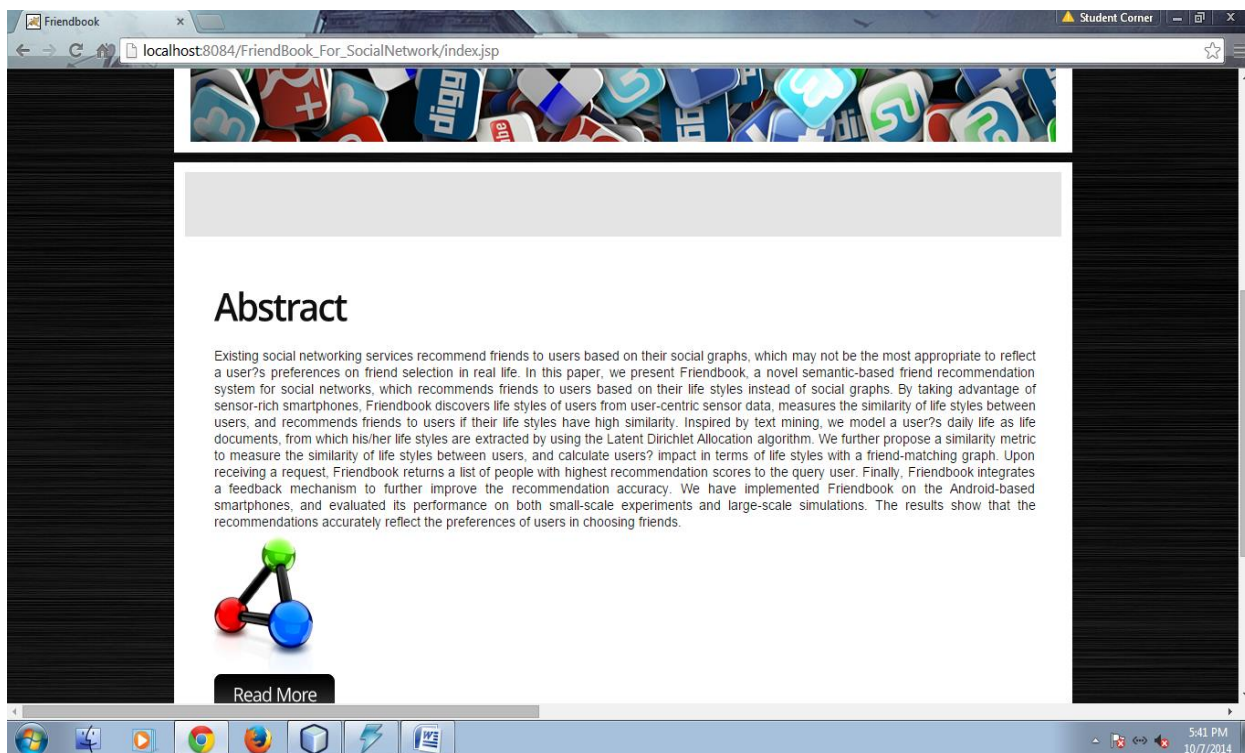 Friendbook
Student Corner
localhost:8084/FriendBook_For_SocialNetwork/index.jsp
digg
Abstract
Existing social networking services recommend friends to users based on their social graphs, which may not be the most appropriate to reflect
a user?s preferences on friend selection in real life. In this paper, we present Friendbook, a novel semantic-based friend recommendation
system for social networks, which recommends friends to users based on their life styles instead of social graphs. By taking advantage of
sensor-rich smartphones, Friendbook discovers life styles of users from user-centric sensor data, measures the similarity of life styles between
users, and recommends friends to users if their life styles have high similarity. Inspired by text mining, we model a user?s daily life as life
documents, from which his/her life styles are extracted by using the Latent Dirichlet Allocation algorithm. We further propose a similarity metric
to measure the similarity of life styles between users, and calculate users? impact in terms of life styles with a friend-matching graph. Upon
receiving a request, Friendbook returns a list of people with highest recommendation scores to the query user. Finally, Friendbook integrates
a feedback mechanism to further improve the recommendation accuracy. We have implemented Friendbook on the Android-based
smartphones, and evaluated its performance on both small-scale experiments and large-scale simulations. The results show that the
recommendations accurately reflect the preferences of users in choosing friends.
Read More
5:41 PM
10/7/2014